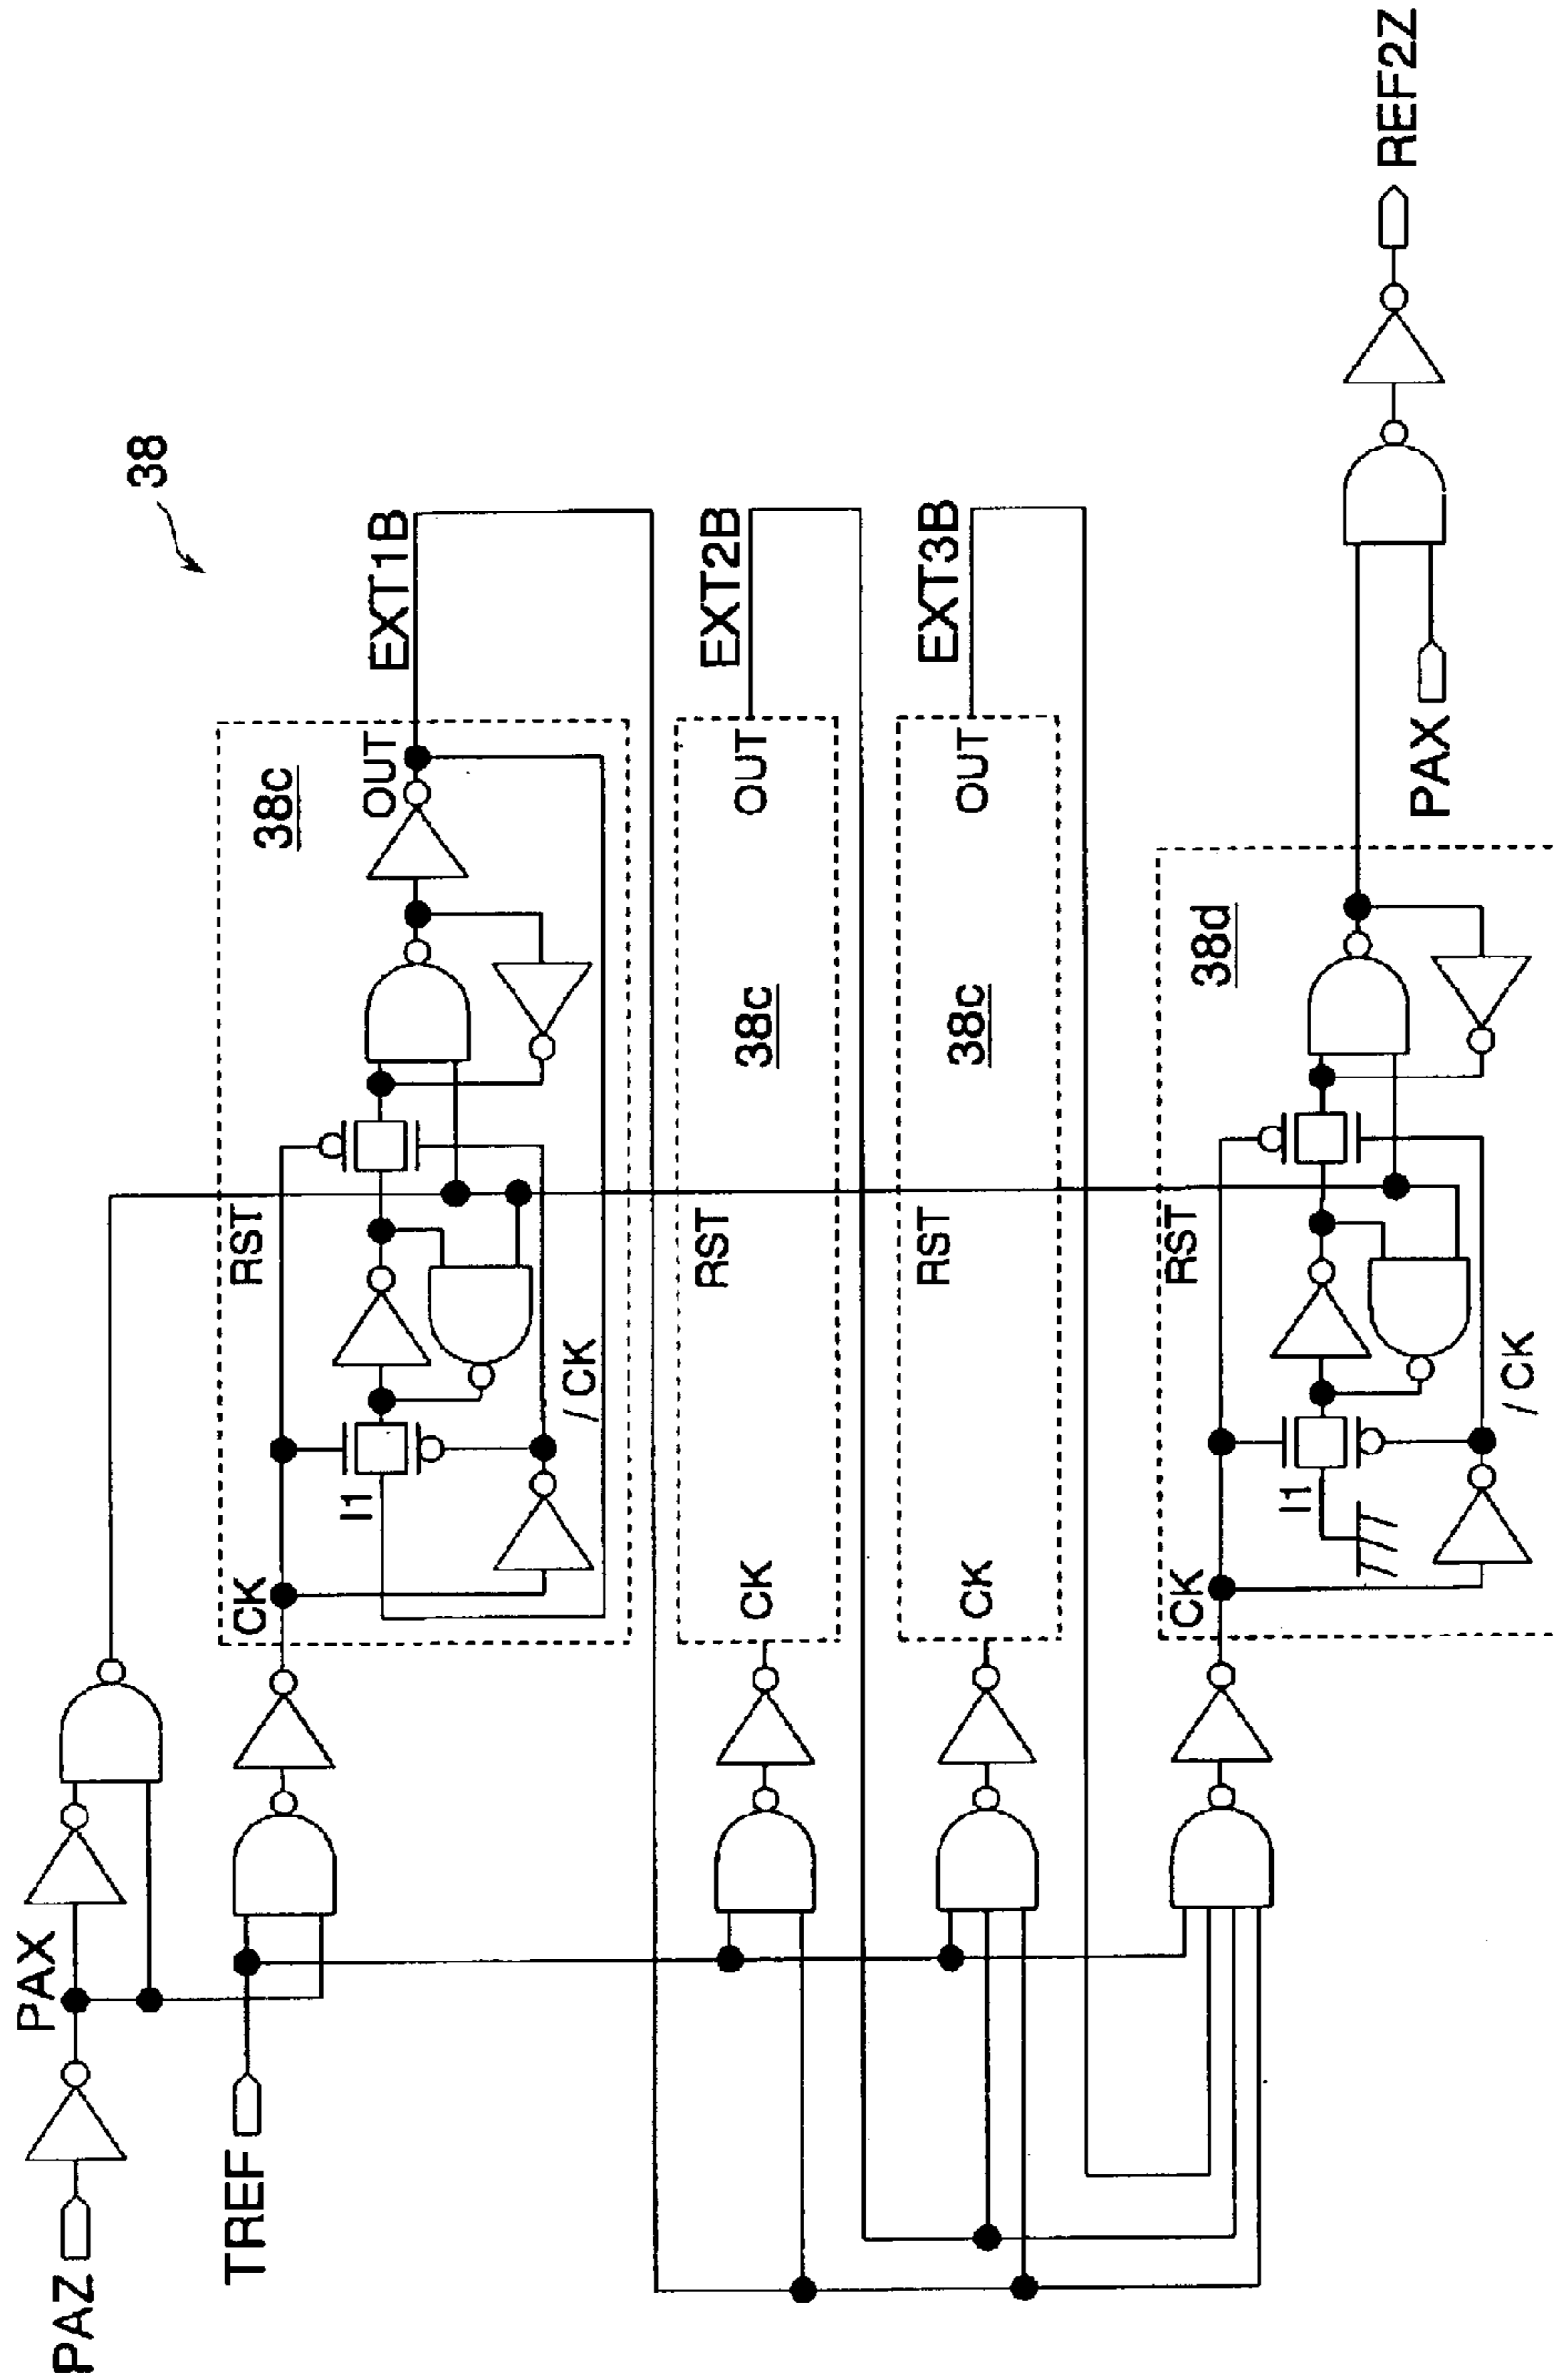 38
PAZ
PAX
TREF
CK
RST
I1
/CK
38c
OUT
EXT1B
CK
RST
38c
OUT
EXT2B
CK
RST
38c
OUT
EXT3B
CK
RST
I1
/CK
38d
PAX
REF2Z